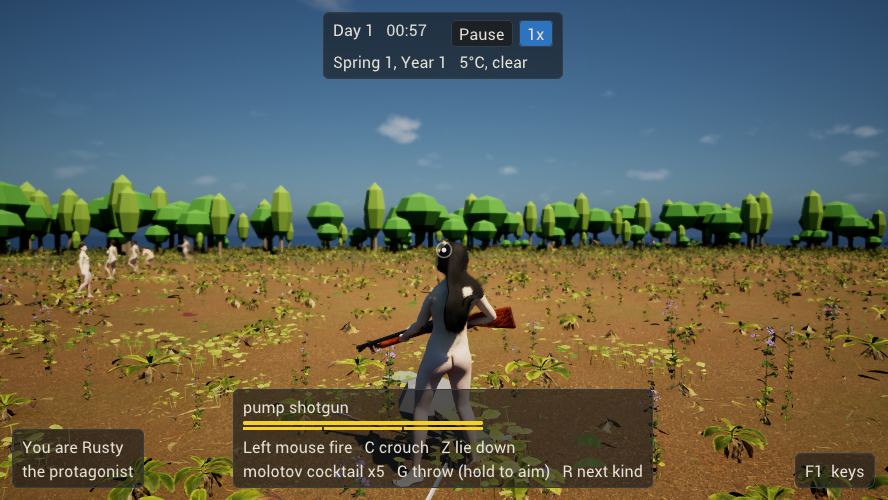 Day 1 00:57 Pause 1x
Spring 1, Year 1 5°C, clear
pump shotgun
Left mouse fire C crouch Z lie down
molotov cocktail x5 G throw (hold to aim) R next kind
You are Rusty
the protagonist
F1 keys